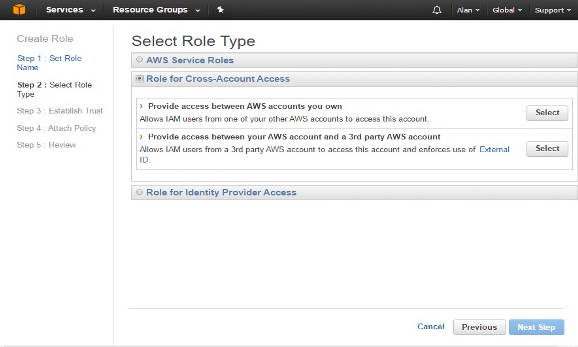 Services Resource Groups Alan Global Support
Create Role
Step 1 : Set Role
Name
Step 2 : Select Role
Type
Step 3 : Establish Trust
Step 4 : Attach Policy
Step 5 : Review
Select Role Type
AWS Service Roles
Role for Cross-Account Access
› Provide access between AWS accounts you own
Allows IAM users from one of your other AWS accounts to access this account.
Select
› Provide access between your AWS account and a 3rd party AWS account
Allows IAM users from a 3rd party AWS account to access this account and enforces use of External
ID.
Select
Role for Identity Provider Access
Cancel Previous Next Step